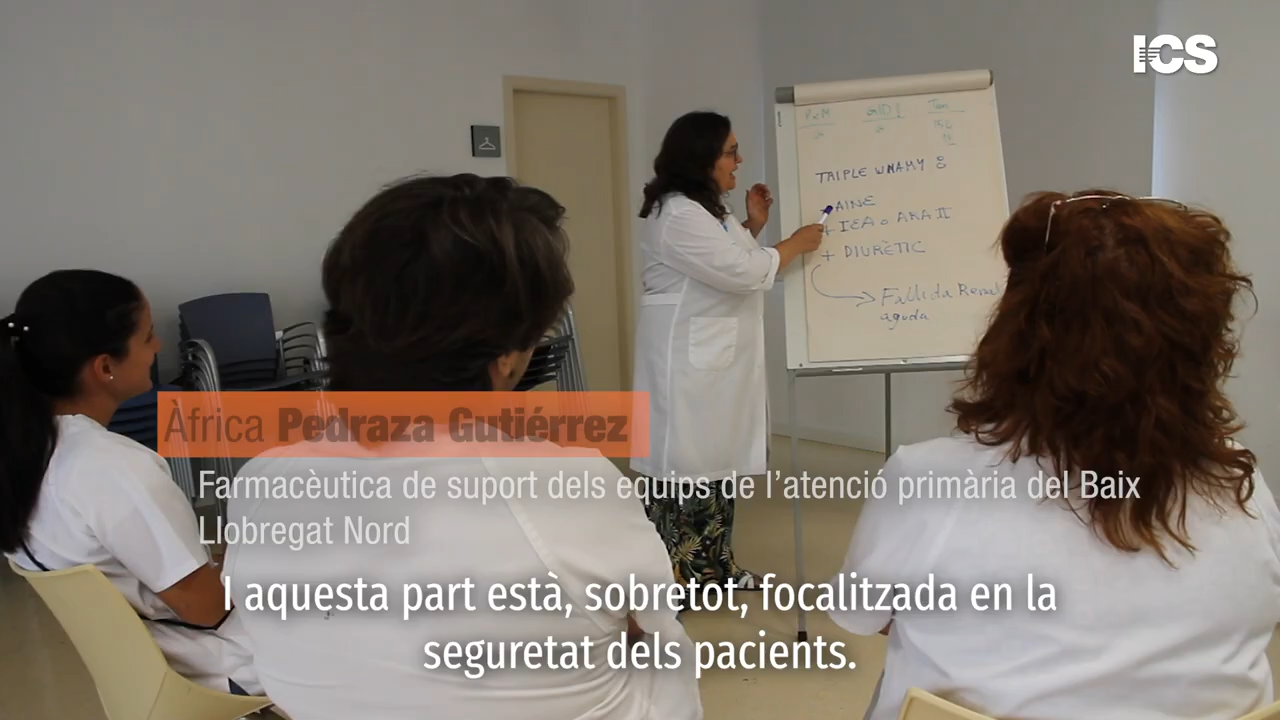 ICS
TRIPLE WHAMY
AINE
+ IECA o ARA II
+ DIURÈTIC
Fallida Renal
aguda
Àfrica Pedraza Gutiérrez
Farmacèutica de suport dels equips de l’atenció primària del Baix
Llobregat Nord
I aquesta part està, sobretot, focalitzada en la
seguretat dels pacients.